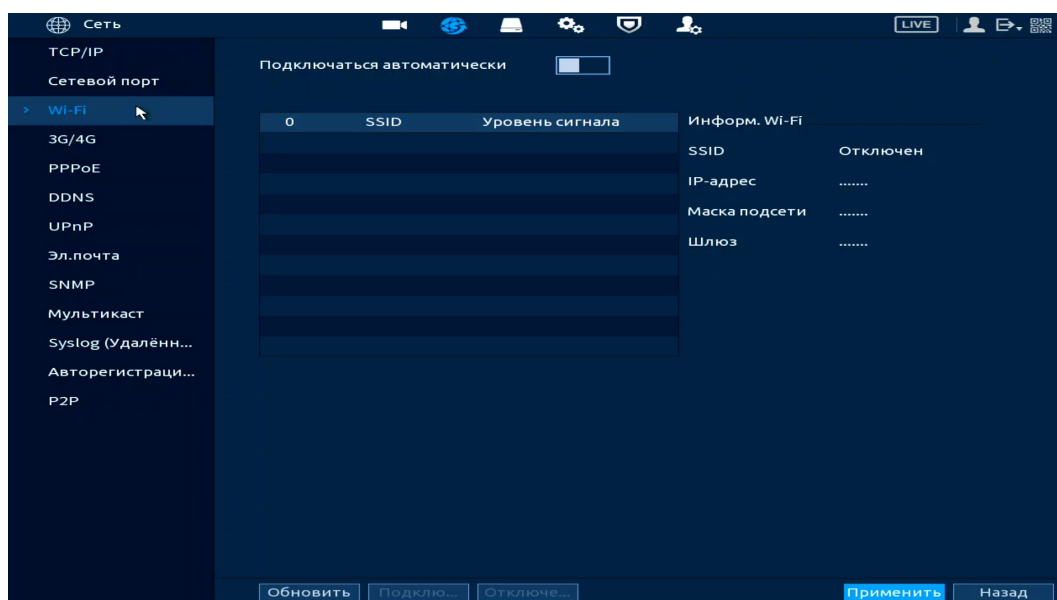 Сеть
LIVE
TCP/IP
Сетевой порт
> Wi-Fi
3G/4G
PPPoE
DDNS
UPnP
Эл.почта
SNMP
Мультикаст
Syslog (Удалённ...
Авторегистраци...
P2P
Подключаться автоматически
0 SSID Уровень сигнала
Информ. Wi-Fi
SSID Отключен
IP-адрес .......
Маска подсети .......
Шлюз .......
Обновить Подклю... Отключе... Применить Назад